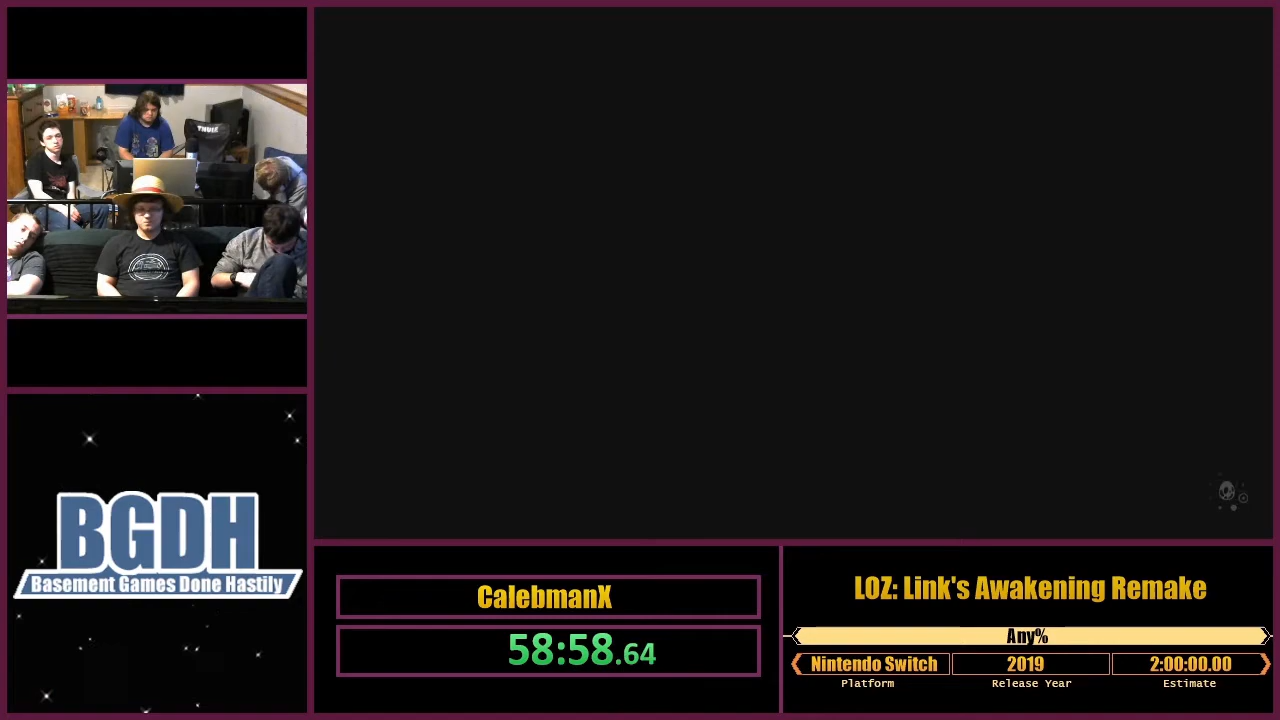 THULE
BGDH
Basement Games Done Hastily
CalebmanX
58:58.64
LOZ: Link's Awakening Remake
Any%
Nintendo Switch
2019
2:00:00.00
Platform
Release Year
Estimate